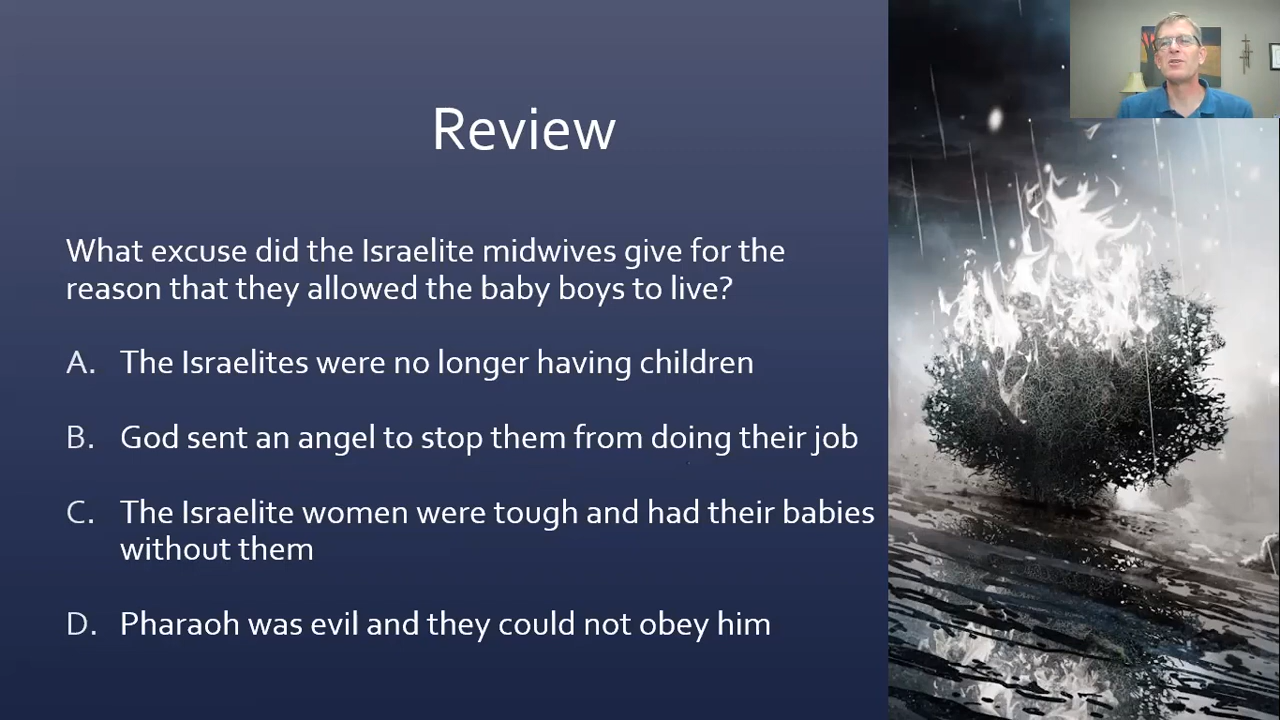 Review
What excuse did the Israelite midwives give for the
reason that they allowed the baby boys to live?
A. The Israelites were no longer having children
B. God sent an angel to stop them from doing their job
C. The Israelite women were tough and had their babies
without them
D. Pharaoh was evil and they could not obey him